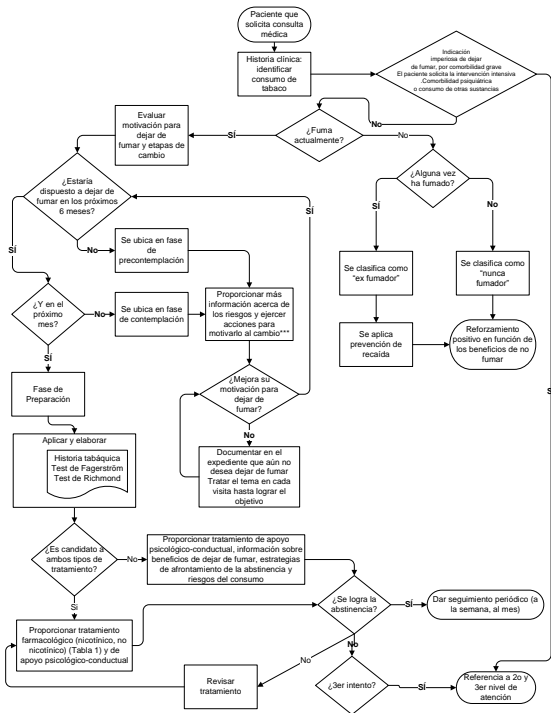 Paciente que
solicita consulta
médica
Historia clínica:
identificar
consumo de
tabaco
Indicación
imperiosa de dejar
de fumar, por comorbilidad grave
El paciente solicita la intervención intensiva
.Comorbilidad psiquiátrica
o consumo de otras sustancias
No
¿Fuma
actualmente?
SÍ
No
Evaluar
motivación para
dejar de
fumar y etapas de
cambio
¿Alguna vez
ha fumado?
SÍ
No
¿Estaría
dispuesto a dejar de
fumar en los próximos
6 meses?
SÍ
SÍ
No
Se ubica en fase
de
precontemplación
Se clasifica como
“ex fumador”
Se clasifica como
“nunca
fumador”
¿Y en el
próximo
mes?
No
Se ubica en fase
de contemplación
Proporcionar más
información acerca de
los riesgos y ejercer
acciones para
motivarlo al cambio***
Se aplica
prevención de
recaída
Reforzamiento
positivo en función de
los beneficios de no
fumar
SÍ
Fase de
Preparación
¿Mejora su
motivación para
dejar de
fumar?
No
S
Aplicar y elaborar
Historia tabáquica
Test de Fagerström
Test de Richmond
Documentar en el
expediente que aún no
desea dejar de fumar
Tratar el tema en cada
visita hasta lograr el
objetivo
¿Es candidato a
ambos tipos de
tratamiento?
No
Proporcionar tratamiento de apoyo
psicológico-conductual, información sobre
beneficios de dejar de fumar, estrategias
de afrontamiento de la abstinencia y
riesgos del consumo
Sí
¿Se logra la
abstinencia?
SÍ
Dar seguimiento periódico (a
la semana, al mes)
Proporcionar tratamiento
farmacológico (nicotínico, no
nicotínico) (Tabla 1) y de
apoyo psicológico-conductual
No
No
Revisar
tratamiento
¿3er intento?
SÍ
Referencia a 2o y
3er nivel de
atención